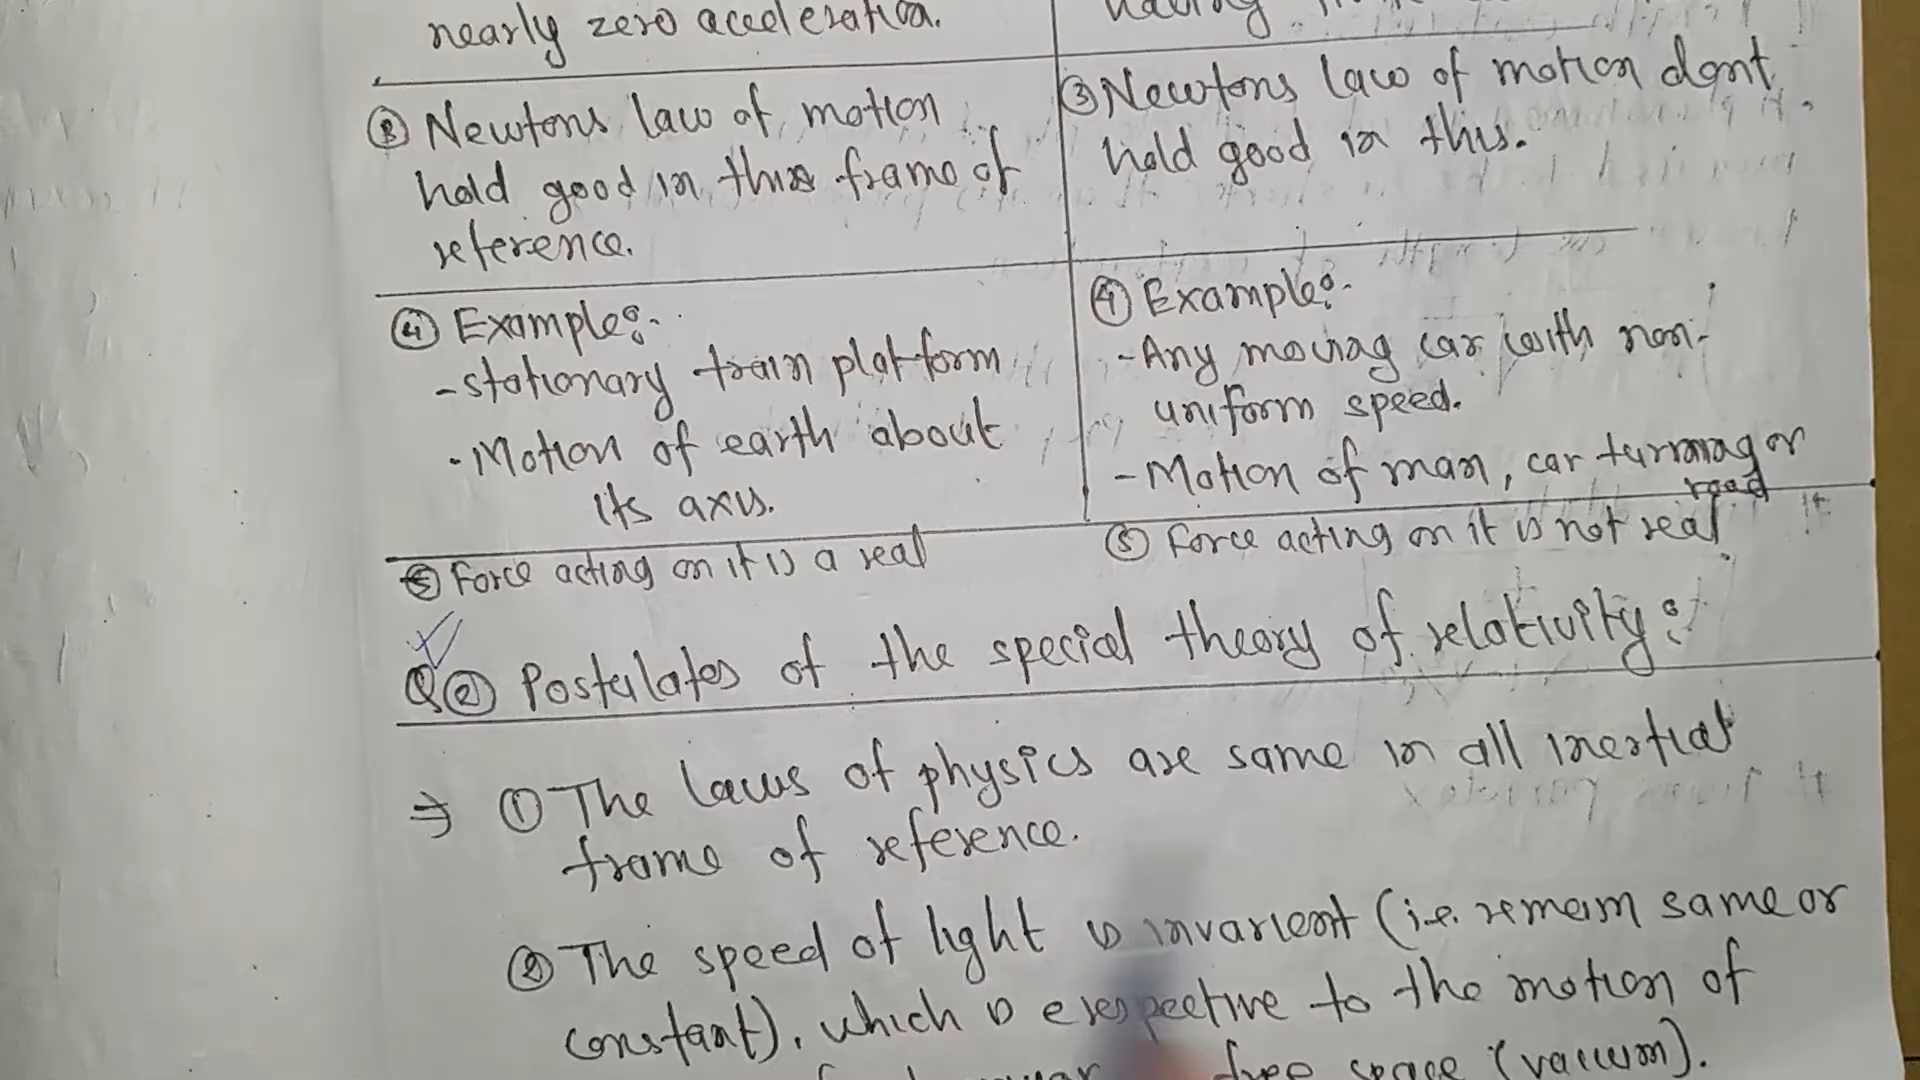 nearly zero acceleration.
③ Newtons law of motion
hold good in this frame of
reference.
③ Newtons law of motion dont
hold good in this.
④ Example:-
- stationary train platform
- Motion of earth about
its axis.
④ Example:-
- Any moving car with non-
uniform speed.
- Motion of man, car turning on
road
⑤ Force acting on it is a real
⑤ Force acting on it is not real
Q② Postulates of the special theory of relativity:
⇒ ① The laws of physics are same in all inertial
frame of reference.
② The speed of light is invarient (i.e. remain same or
constant), which is erespective to the motion of
free space (vacuum).